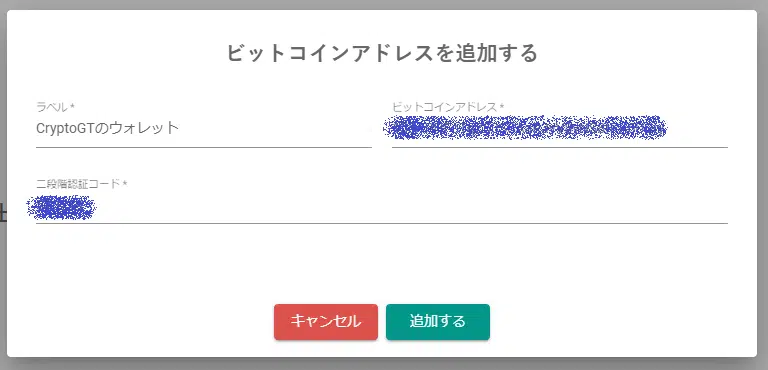 ビットコインアドレスを追加する
ラベル * ビットコインアドレス *
CryptoGTのウォレット
二段階認証コード *
キャンセル 追加する